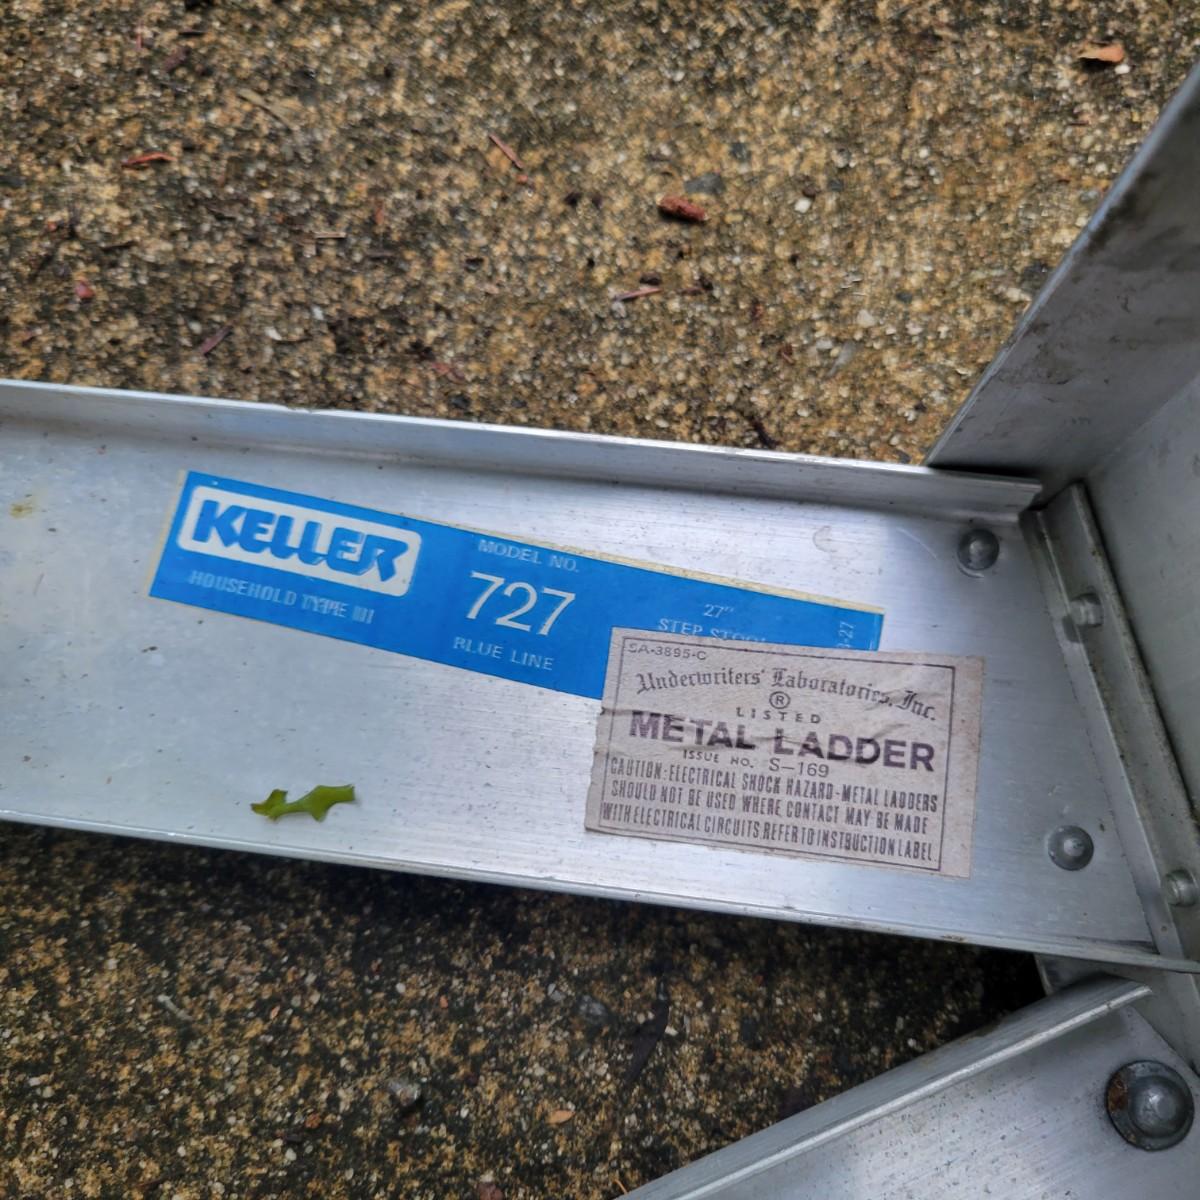 KELLER
HOUSEHOLD TYPE III
MODEL NO.
727
BLUE LINE
27"
STEP STOOL
-27
SA-3895-C
Underwriters' Laboratories, Inc.
®
LISTED
METAL LADDER
ISSUE NO. S-169
CAUTION: ELECTRICAL SHOCK HAZARD-METAL LADDERS
SHOULD NOT BE USED WHERE CONTACT MAY BE MADE
WITH ELECTRICAL CIRCUITS REFER TO INSTRUCTION LABEL.